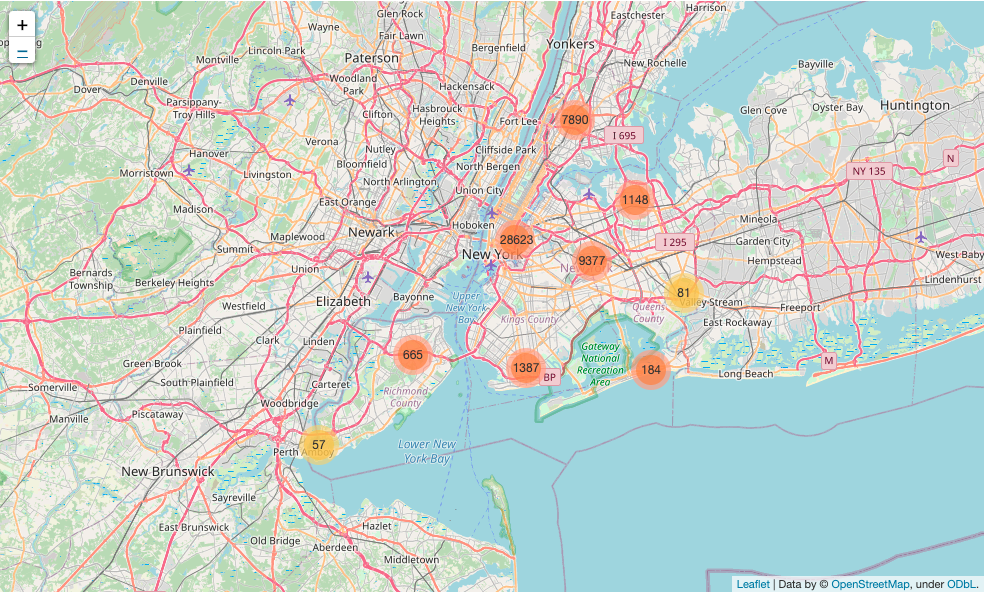 Harrison
Glen Rock
Eastchester
+
Wayne
Fair Lawn
Yonkers
Bergenfield
Lincoln Park
Montville
Paterson
New Rochelle
Bayville
−
Denville
Woodland
Park
Hackensack
Dover
Parsippany-
Troy Hills
Hasbrouck
Heights
Glen Cove
Oyster Bay
Huntington
Clifton
Fort Lee
7890
I 695
Verona
Nutley
Cliffside Park
Hanover
Bloomfield
North Bergen
N
Morristown
Livingston
North Arlington
NY 135
Union City
East Orange
1148
Madison
Hoboken
Mineola
Newark
Maplewood
28623
I 295
Garden City
Summit
New York
9377
West Babylon
Hempstead
Union
Bernards
Township
Berkeley Heights
Lindenhurst
Elizabeth
Bayonne
Upper
New York
Bay
81
Valley Stream
Freeport
Westfield
Queens
County
Kings County
East Rockaway
Plainfield
Clark
Linden
Gateway
National
Recreation
Area
665
1387
BP
184
M
Green Brook
Long Beach
South Plainfield
Carteret
Richmond
County
Somerville
Woodbridge
Manville
Piscataway
57
Perth Amboy
Lower New
York Bay
New Brunswick
Sayreville
East Brunswick
Hazlet
Old Bridge
Aberdeen
Middletown
Leaflet | Data by © OpenStreetMap, under ODbL.